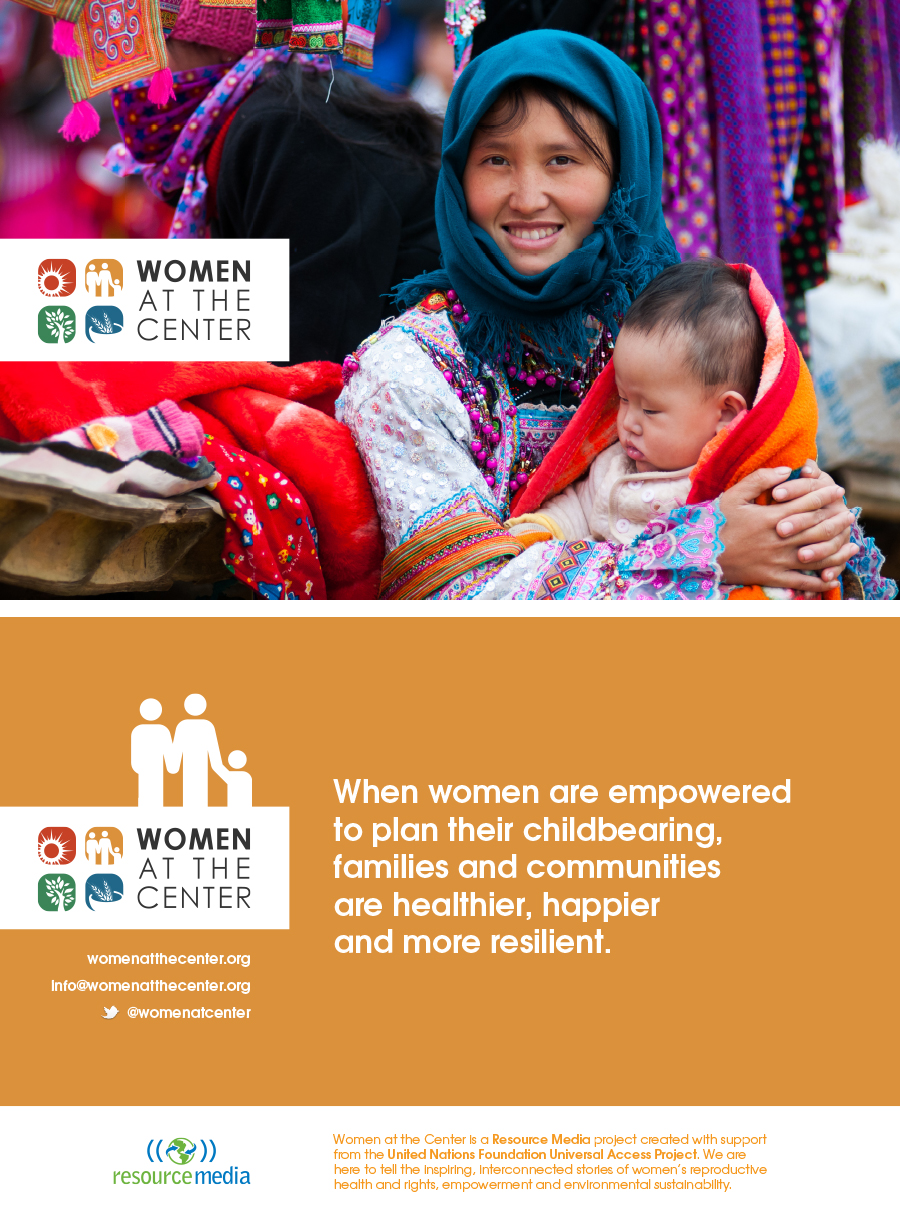 WOMEN
AT THE
CENTER
When women are empowered
to plan their childbearing,
families and communities
are healthier, happier
and more resilient.
WOMEN
AT THE
CENTER
womenatthecenter.org
info@womenatthecenter.org
@womenatcenter
resourcemedia
Women at the Center is a Resource Media project created with support
from the United Nations Foundation Universal Access Project. We are
here to tell the inspiring, interconnected stories of women's reproductive
health and rights, empowerment and environmental sustainability.